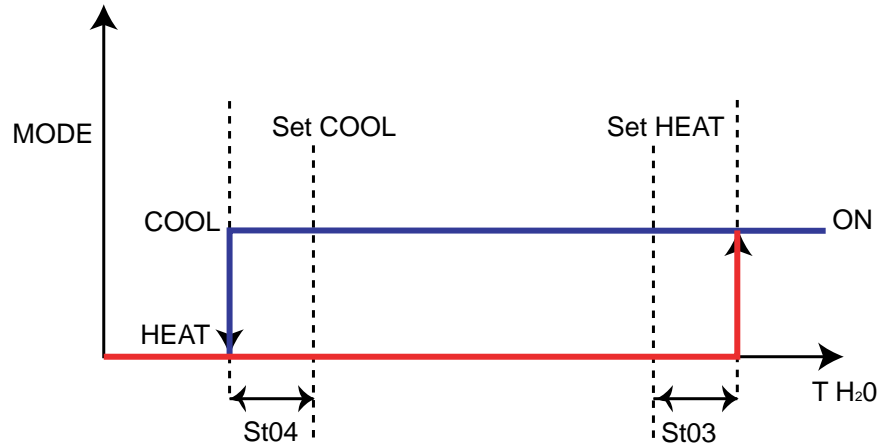 MODE
Set COOL
Set HEAT
COOL
ON
HEAT
T H₂0
St04
St03